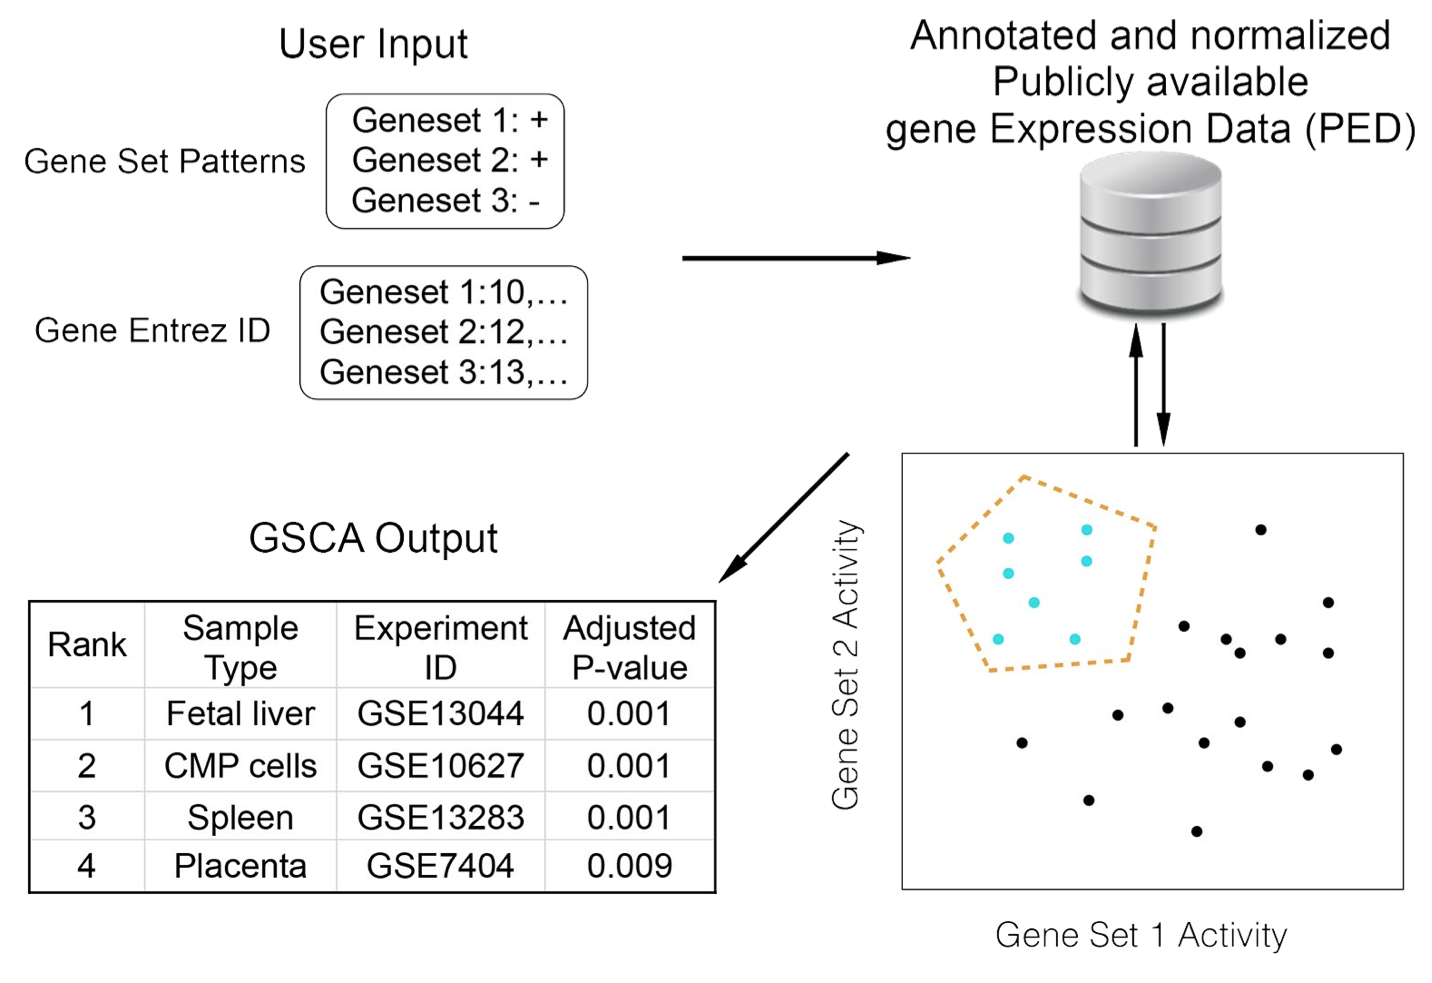 User Input
Gene Set Patterns
Geneset 1: +
Geneset 2: +
Geneset 3: -
Gene Entrez ID
Geneset 1:10,...
Geneset 2:12,...
Geneset 3:13,...
Annotated and normalized
Publicly available
gene Expression Data (PED)
Gene Set 2 Activity
Gene Set 1 Activity
GSCA Output
Rank Sample Type Experiment ID Adjusted P-value
1 Fetal liver GSE13044 0.001
2 CMP cells GSE10627 0.001
3 Spleen GSE13283 0.001
4 Placenta GSE7404 0.009